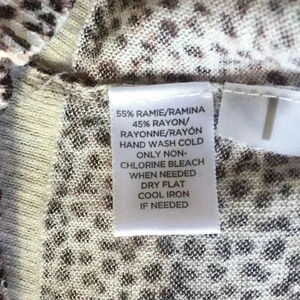 55% RAMIE/RAMINA
45% RAYON/
RAYONNE/RAYÓN
HAND WASH COLD
ONLY NON-
CHLORINE BLEACH
WHEN NEEDED
DRY FLAT
COOL IRON
IF NEEDED